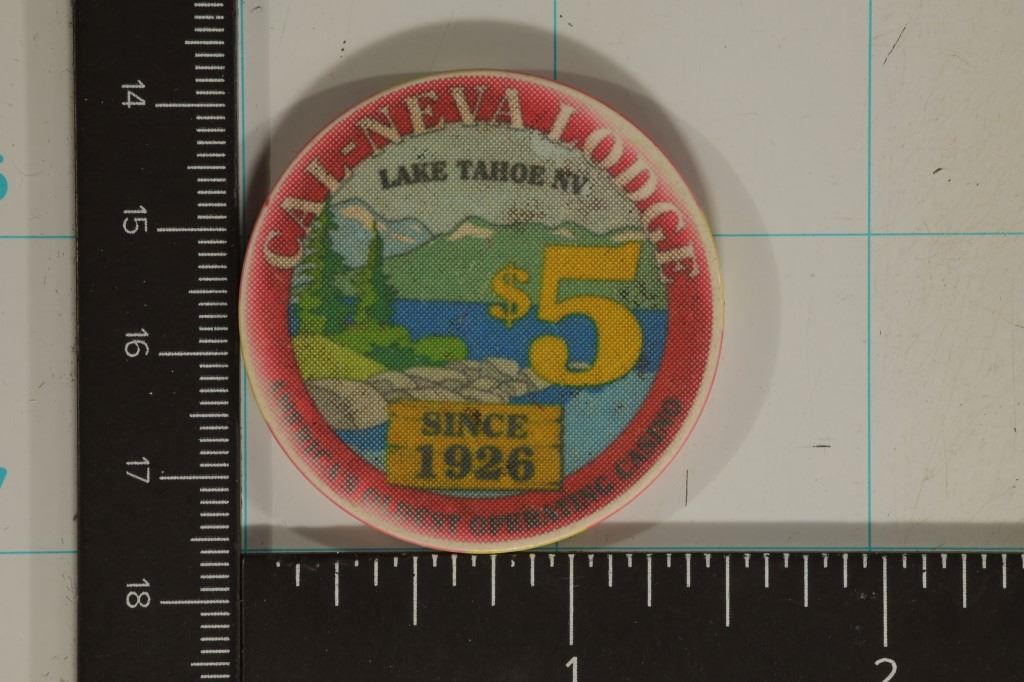 CAL-NEVA LODGE
LAKE TAHOE NV
$5
SINCE
1926
AMERICA'S OLDEST OPERATING CASINO
14
15
16
17
18
1
2